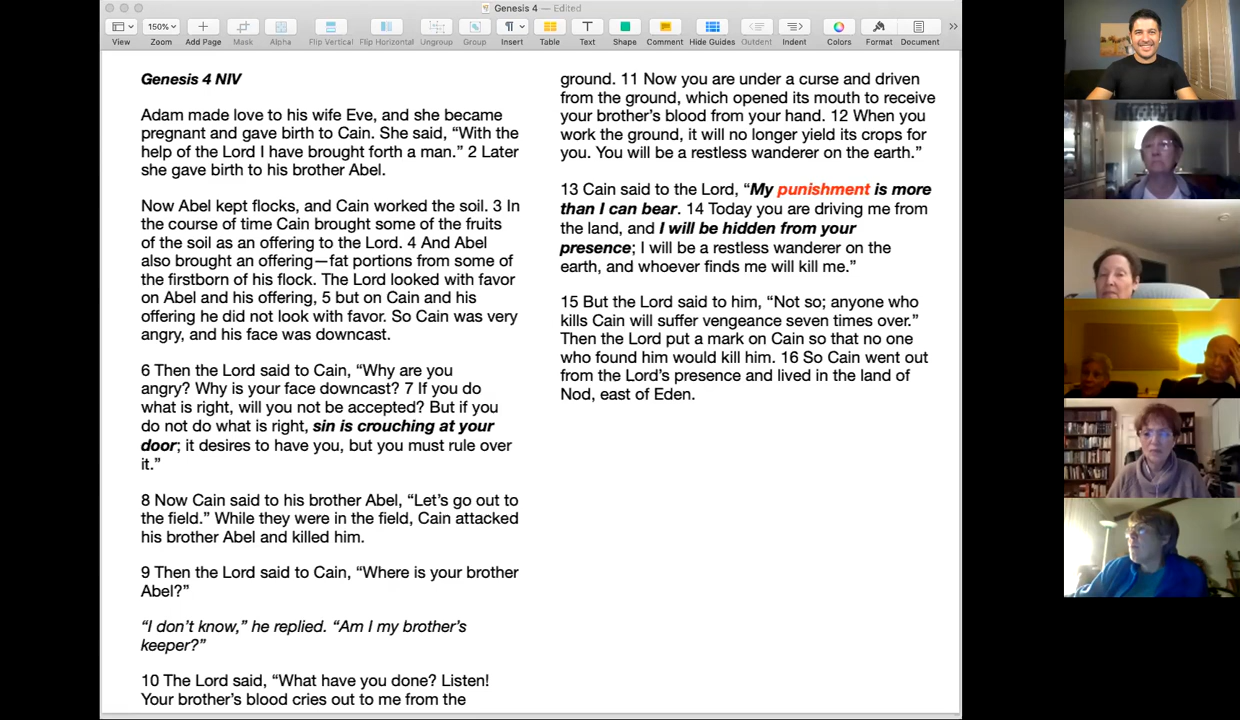 Genesis 4 — Edited
150%
View
Zoom
Add Page
Mask
Alpha
Flip Vertical
Flip Horizontal
Ungroup
Group
Insert
Table
Text
Shape
Comment
Hide Guides
Outdent
Indent
Colors
Format
Document
Genesis 4 NIV
Adam made love to his wife Eve, and she became
pregnant and gave birth to Cain. She said, “With the
help of the Lord I have brought forth a man.” 2 Later
she gave birth to his brother Abel.
Now Abel kept flocks, and Cain worked the soil. 3 In
the course of time Cain brought some of the fruits
of the soil as an offering to the Lord. 4 And Abel
also brought an offering—fat portions from some of
the firstborn of his flock. The Lord looked with favor
on Abel and his offering, 5 but on Cain and his
offering he did not look with favor. So Cain was very
angry, and his face was downcast.
6 Then the Lord said to Cain, “Why are you
angry? Why is your face downcast? 7 If you do
what is right, will you not be accepted? But if you
do not do what is right, sin is crouching at your
door; it desires to have you, but you must rule over
it.”
8 Now Cain said to his brother Abel, “Let’s go out to
the field.” While they were in the field, Cain attacked
his brother Abel and killed him.
9 Then the Lord said to Cain, “Where is your brother
Abel?”
“I don’t know,” he replied. “Am I my brother’s
keeper?”
10 The Lord said, “What have you done? Listen!
Your brother’s blood cries out to me from the
ground. 11 Now you are under a curse and driven
from the ground, which opened its mouth to receive
your brother’s blood from your hand. 12 When you
work the ground, it will no longer yield its crops for
you. You will be a restless wanderer on the earth.”
13 Cain said to the Lord, “My punishment is more
than I can bear. 14 Today you are driving me from
the land, and I will be hidden from your
presence; I will be a restless wanderer on the
earth, and whoever finds me will kill me.”
15 But the Lord said to him, “Not so; anyone who
kills Cain will suffer vengeance seven times over.”
Then the Lord put a mark on Cain so that no one
who found him would kill him. 16 So Cain went out
from the Lord’s presence and lived in the land of
Nod, east of Eden.